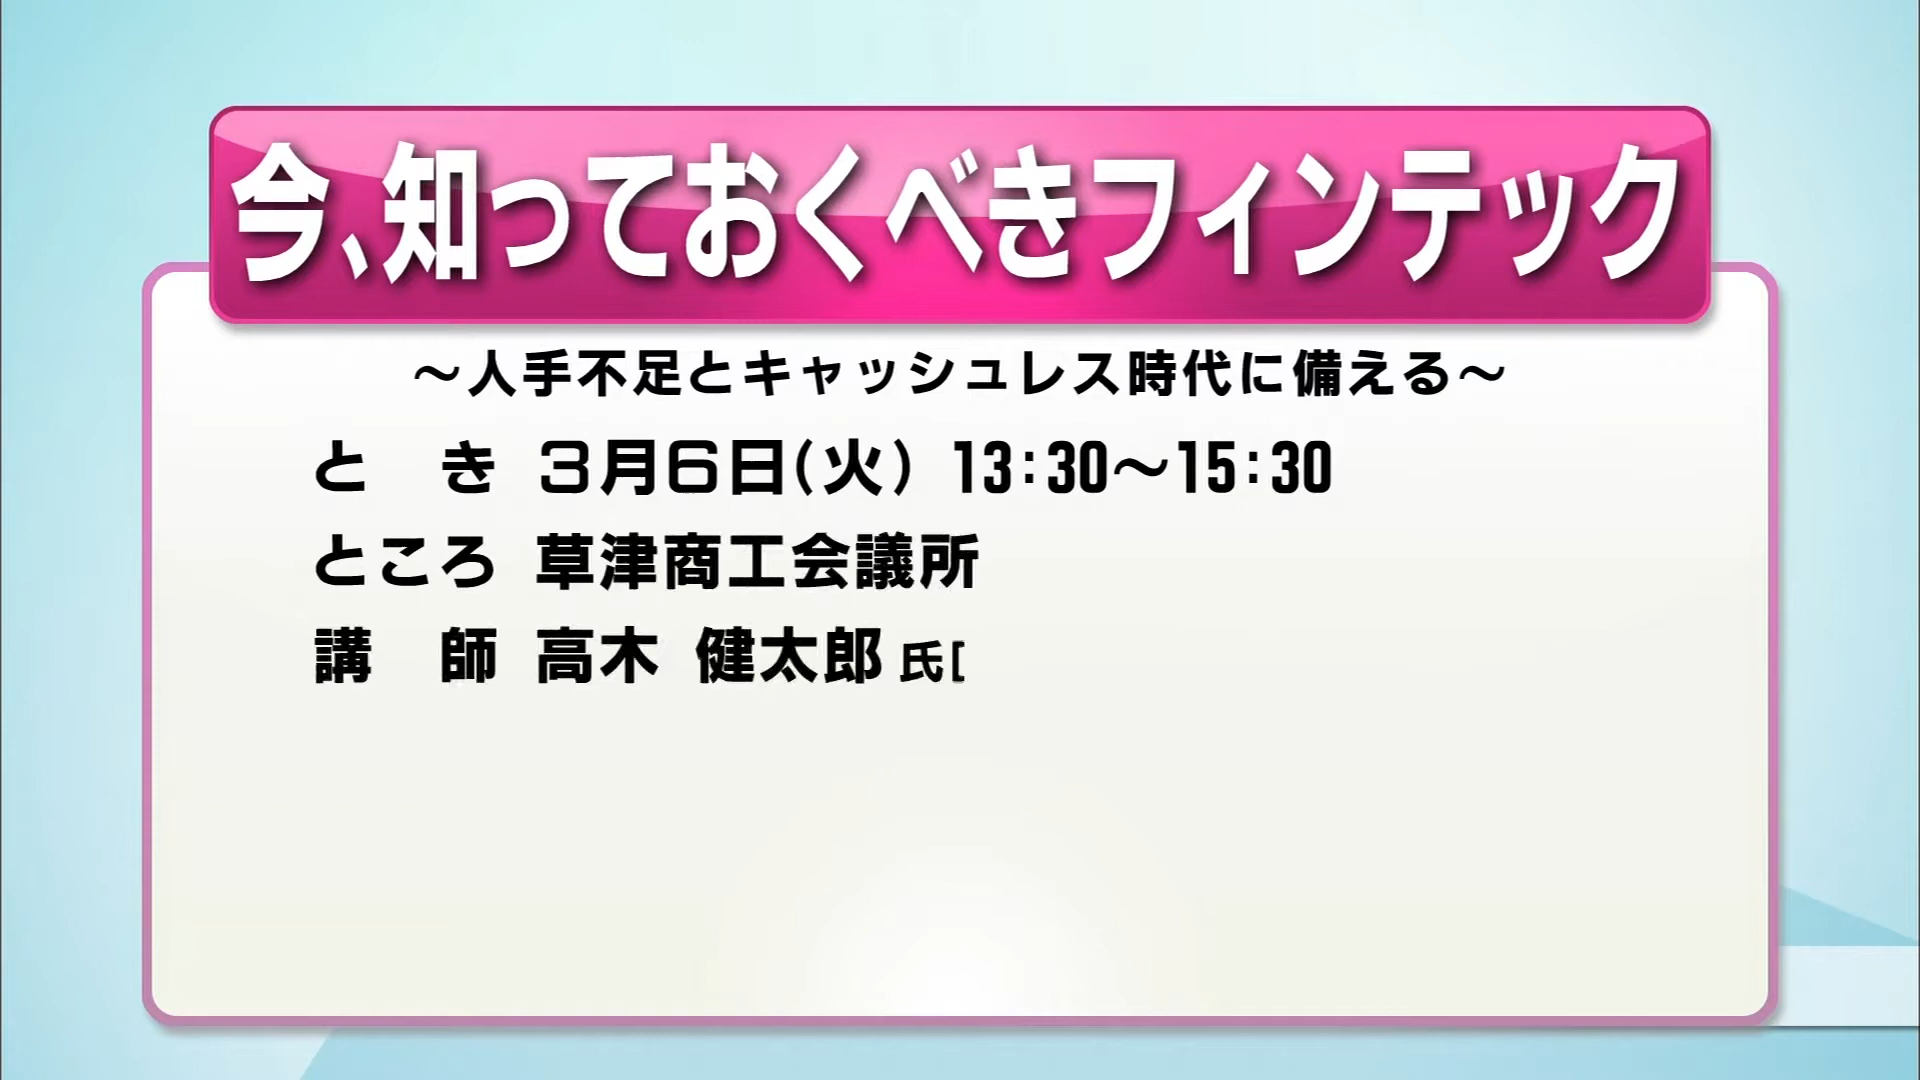 今、知っておくべきフィンテック
～人手不足とキャッシュレス時代に備える～
と　き　３月６日(火) 13:30～15:30
ところ　草津商工会議所
講　師　高木 健太郎 氏[